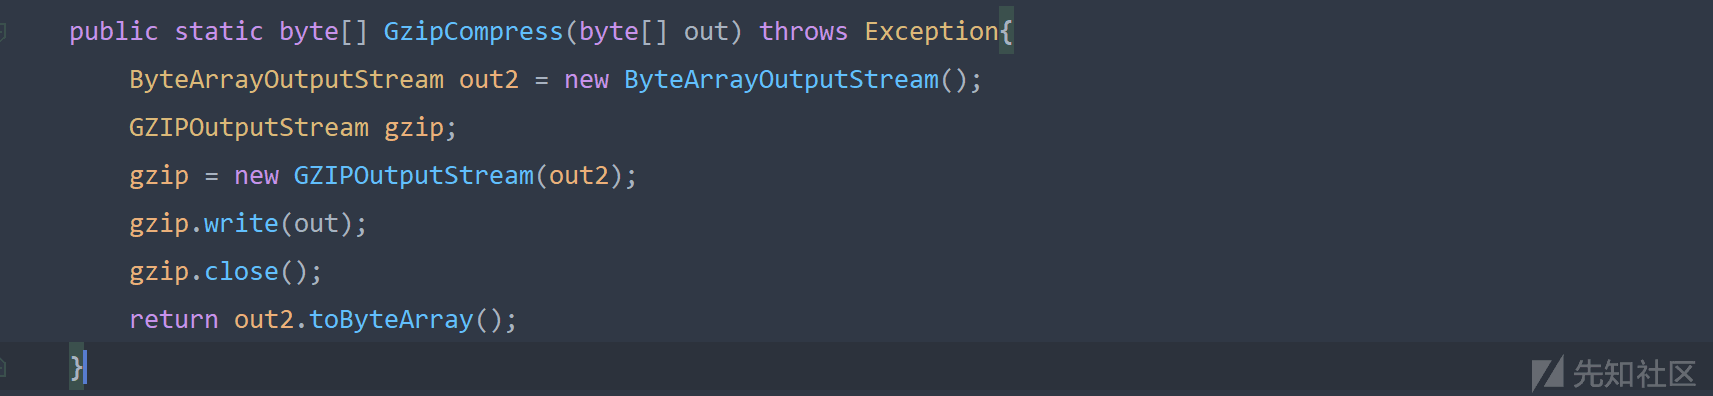 public static byte[] GzipCompress(byte[] out) throws Exception{
    ByteArrayOutputStream out2 = new ByteArrayOutputStream();
    GZIPOutputStream gzip;
    gzip = new GZIPOutputStream(out2);
    gzip.write(out);
    gzip.close();
    return out2.toByteArray();
}
先知社区